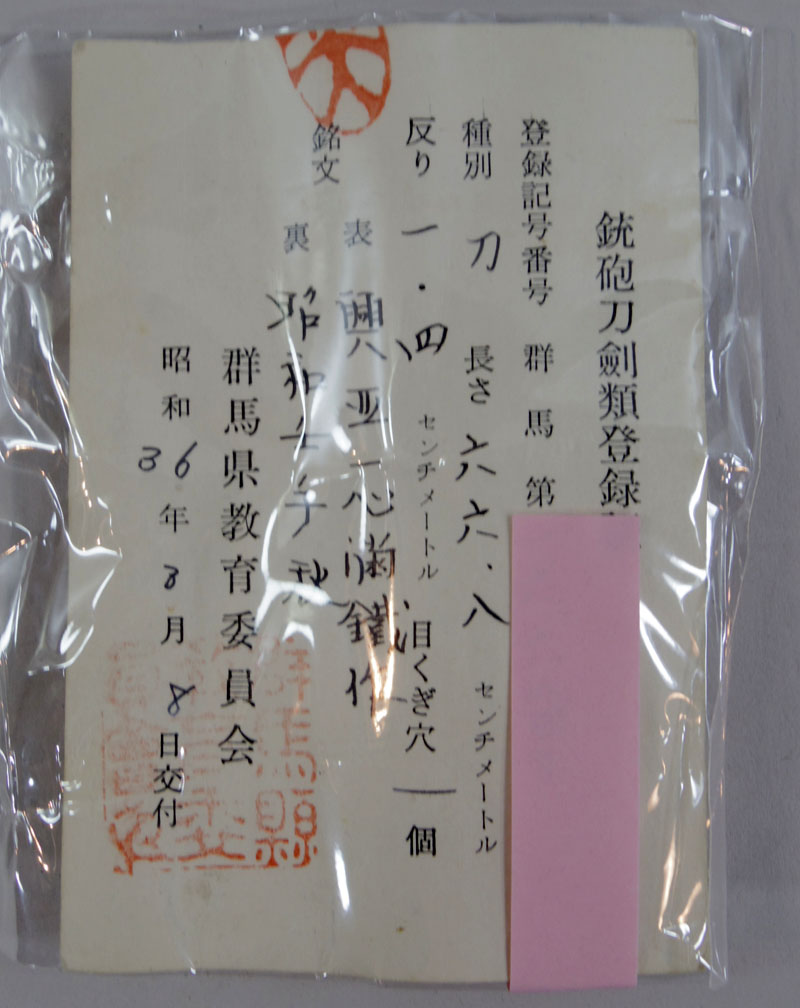 銃砲刀劍類登録
登録記号番号 群馬 第
種別 刀 長さ 六六.八 センチメートル
反り 一.四 センチメートル 目くぎ穴 一 個
銘文 表 興亜一心満鐵作
裏 昭和壬午秋
群馬県教育委員会
昭和36年3月8日交付